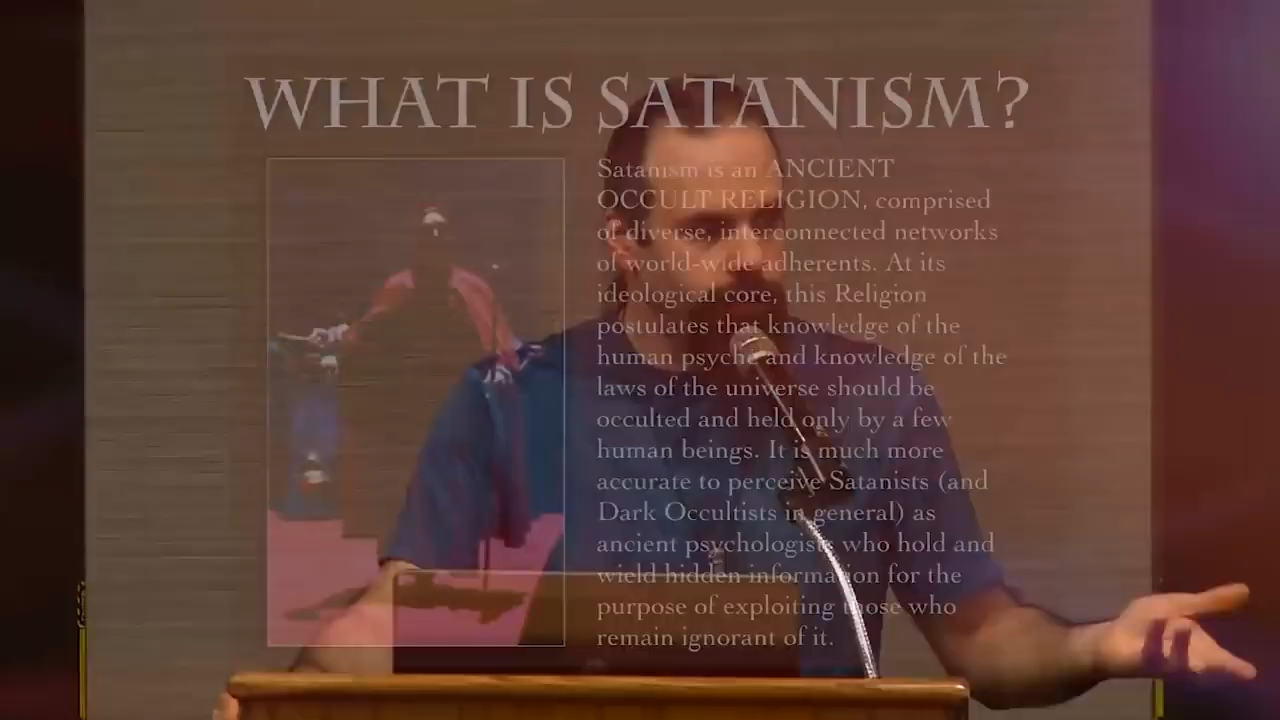 WHAT IS SATANISM?
Satanism is an ANCIENT
OCCULT RELIGION, comprised
of diverse, interconnected networks
of world-wide adherents. At its
ideological core, this Religion
postulates that knowledge of the
human psyche and knowledge of the
laws of the universe should be
occulted and held only by a few
human beings. It is much more
accurate to perceive Satanists (and
Dark Occultists in general) as
ancient psychologists who hold and
wield hidden information for the
purpose of exploiting those who
remain ignorant of it.